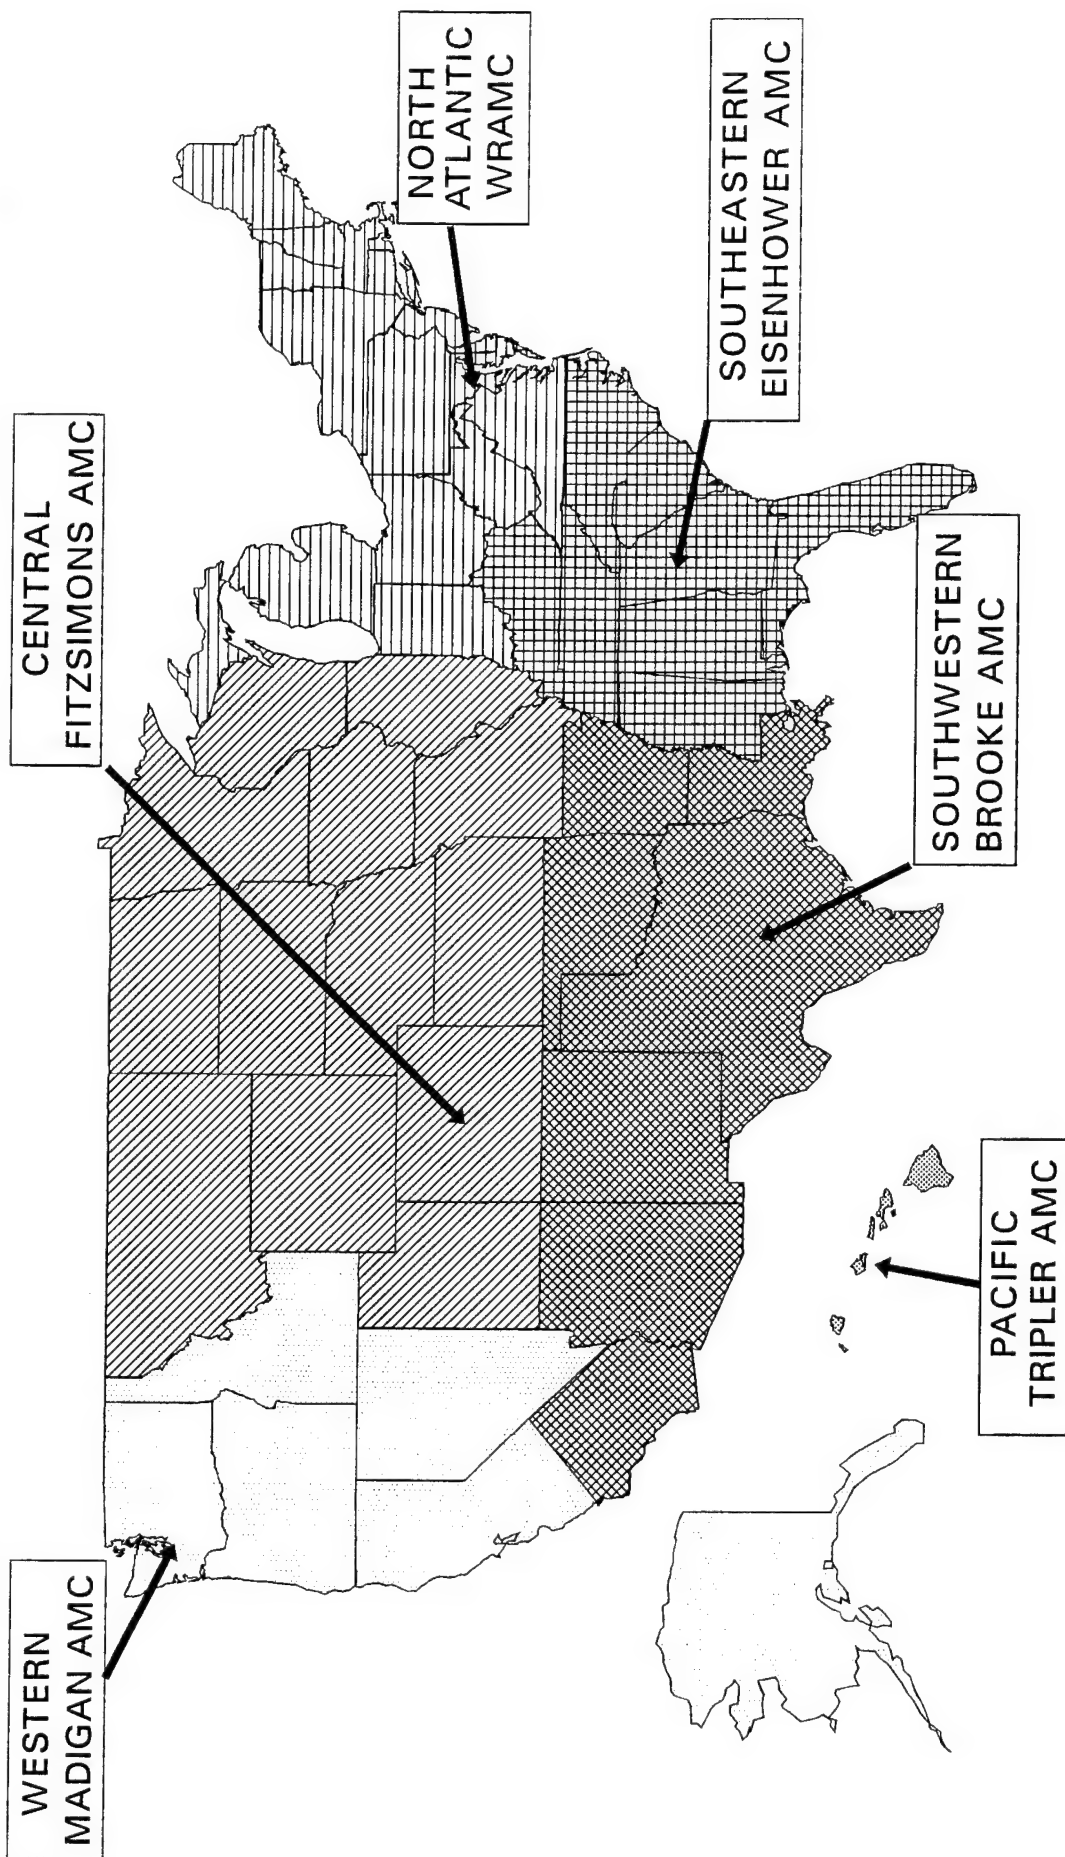 WESTERN
MADIGAN AMC
CENTRAL
FITZSIMONS AMC
NORTH
ATLANTIC
WRAMC
SOUTHEASTERN
EISENHOWER AMC
SOUTHWESTERN
BROOKE AMC
PACIFIC
TRIPLER AMC